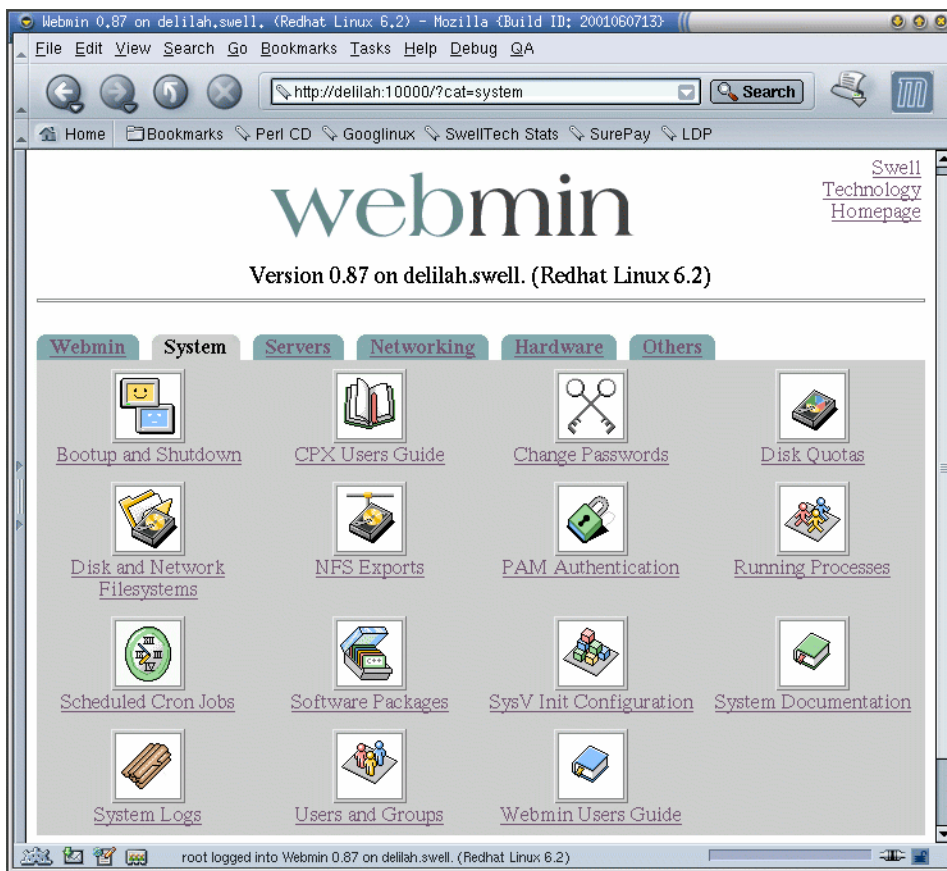 Webmin 0.87 on delilah.swell. (Redhat Linux 6.2) - Mozilla {Build ID: 2001060713}
File Edit View Search Go Bookmarks Tasks Help Debug QA
http://delilah:10000/?cat=system Search
Home Bookmarks Perl CD Googlinux SwellTech Stats SurePay LDP
Swell
Technology
Homepage
webmin
Version 0.87 on delilah.swell. (Redhat Linux 6.2)
Webmin System Servers Networking Hardware Others
Bootup and Shutdown CPX Users Guide Change Passwords Disk Quotas
Disk and Network
Filesystems
NFS Exports PAM Authentication Running Processes
Scheduled Cron Jobs Software Packages SysV Init Configuration System Documentation
System Logs Users and Groups Webmin Users Guide
root logged into Webmin 0.87 on delilah.swell. (Redhat Linux 6.2)